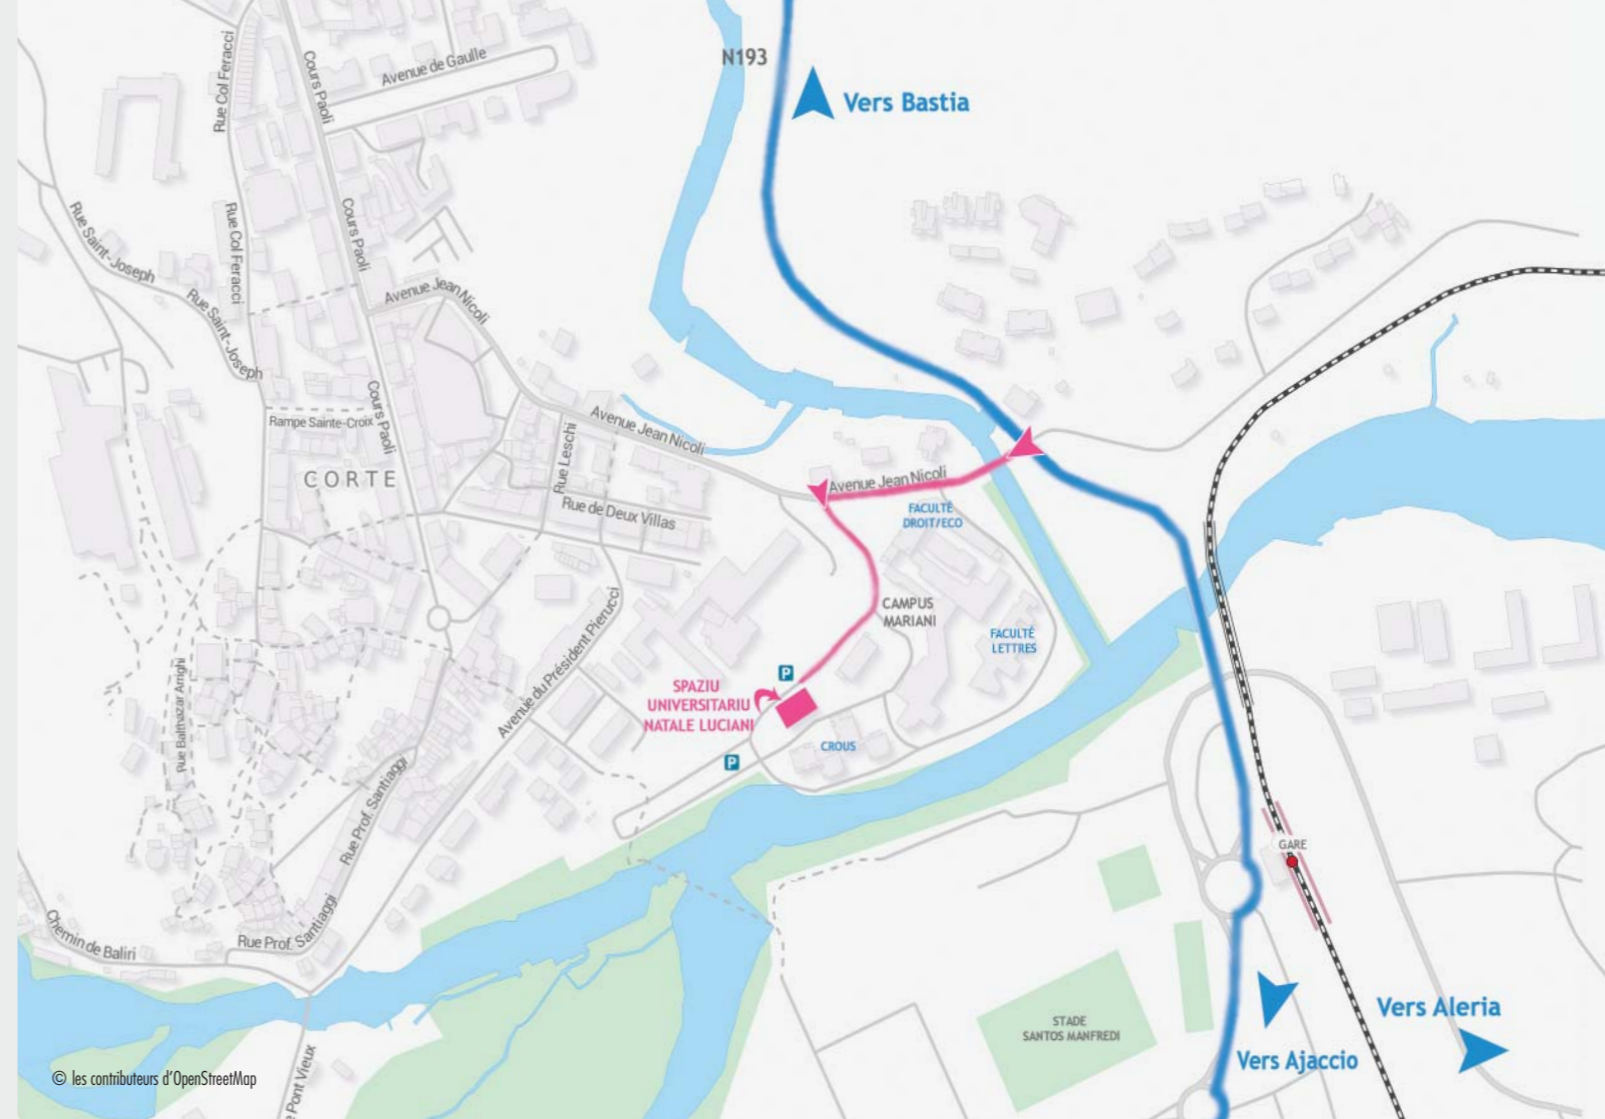 N193
Vers Bastia
Avenue de Gaulle
Rue Col Feracci
Cours Paoli
Rue Col Feracci
Cours Paoli
Rue Saint-Joseph
Rue Saint-Joseph
Avenue Jean Nicoli
Cours Paoli
Rampe Sainte-Croix
Avenue Jean Nicoli
Rue Leschi
CORTE
Avenue Jean Nicoli
Rue de Deux Villas
FACULTÉ
DROIT/ECO
CAMPUS
MARIANI
FACULTÉ
LETTRES
Avenue du Président Pierucci
Rue Balthazar Arrighi
P
SPAZIU
UNIVERSITARIU
NATALE LUCIANI
CROUS
P
Rue Prof. Santiaggi
GARE
Chemin de Baliri
Rue Prof. Santiaggi
Vers Aleria
STADE
SANTOS MANFREDI
Vers Ajaccio
© les contributeurs d'OpenStreetMap
e Pont Vieux